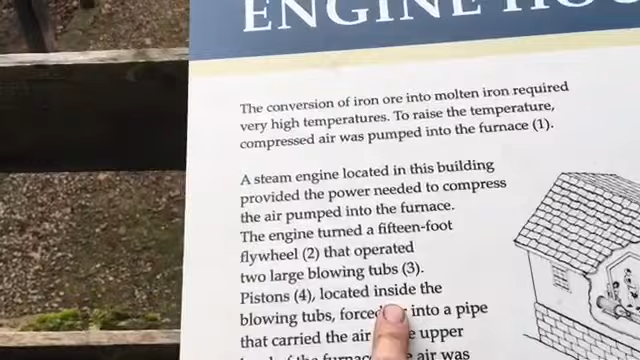 ENGINE
The conversion of iron ore into molten iron required
very high temperatures. To raise the temperature,
compressed air was pumped into the furnace (1).
A steam engine located in this building
provided the power needed to compress
the air pumped into the furnace.
The engine turned a fifteen-foot
flywheel (2) that operated
two large blowing tubs (3).
Pistons (4), located inside the
blowing tubs, into a pipe
that carried the air upper
of the air was